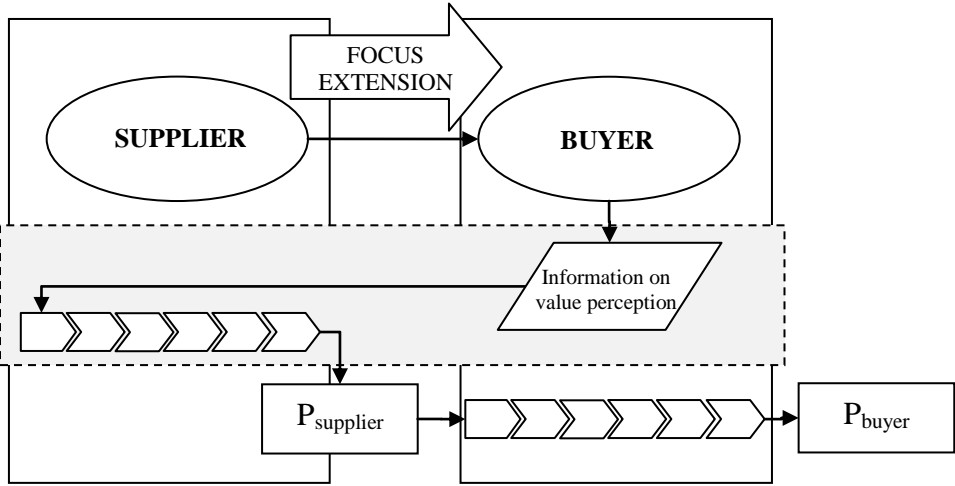 FOCUS
EXTENSION
SUPPLIER
BUYER
Information on
value perception
Psupplier
Pbuyer